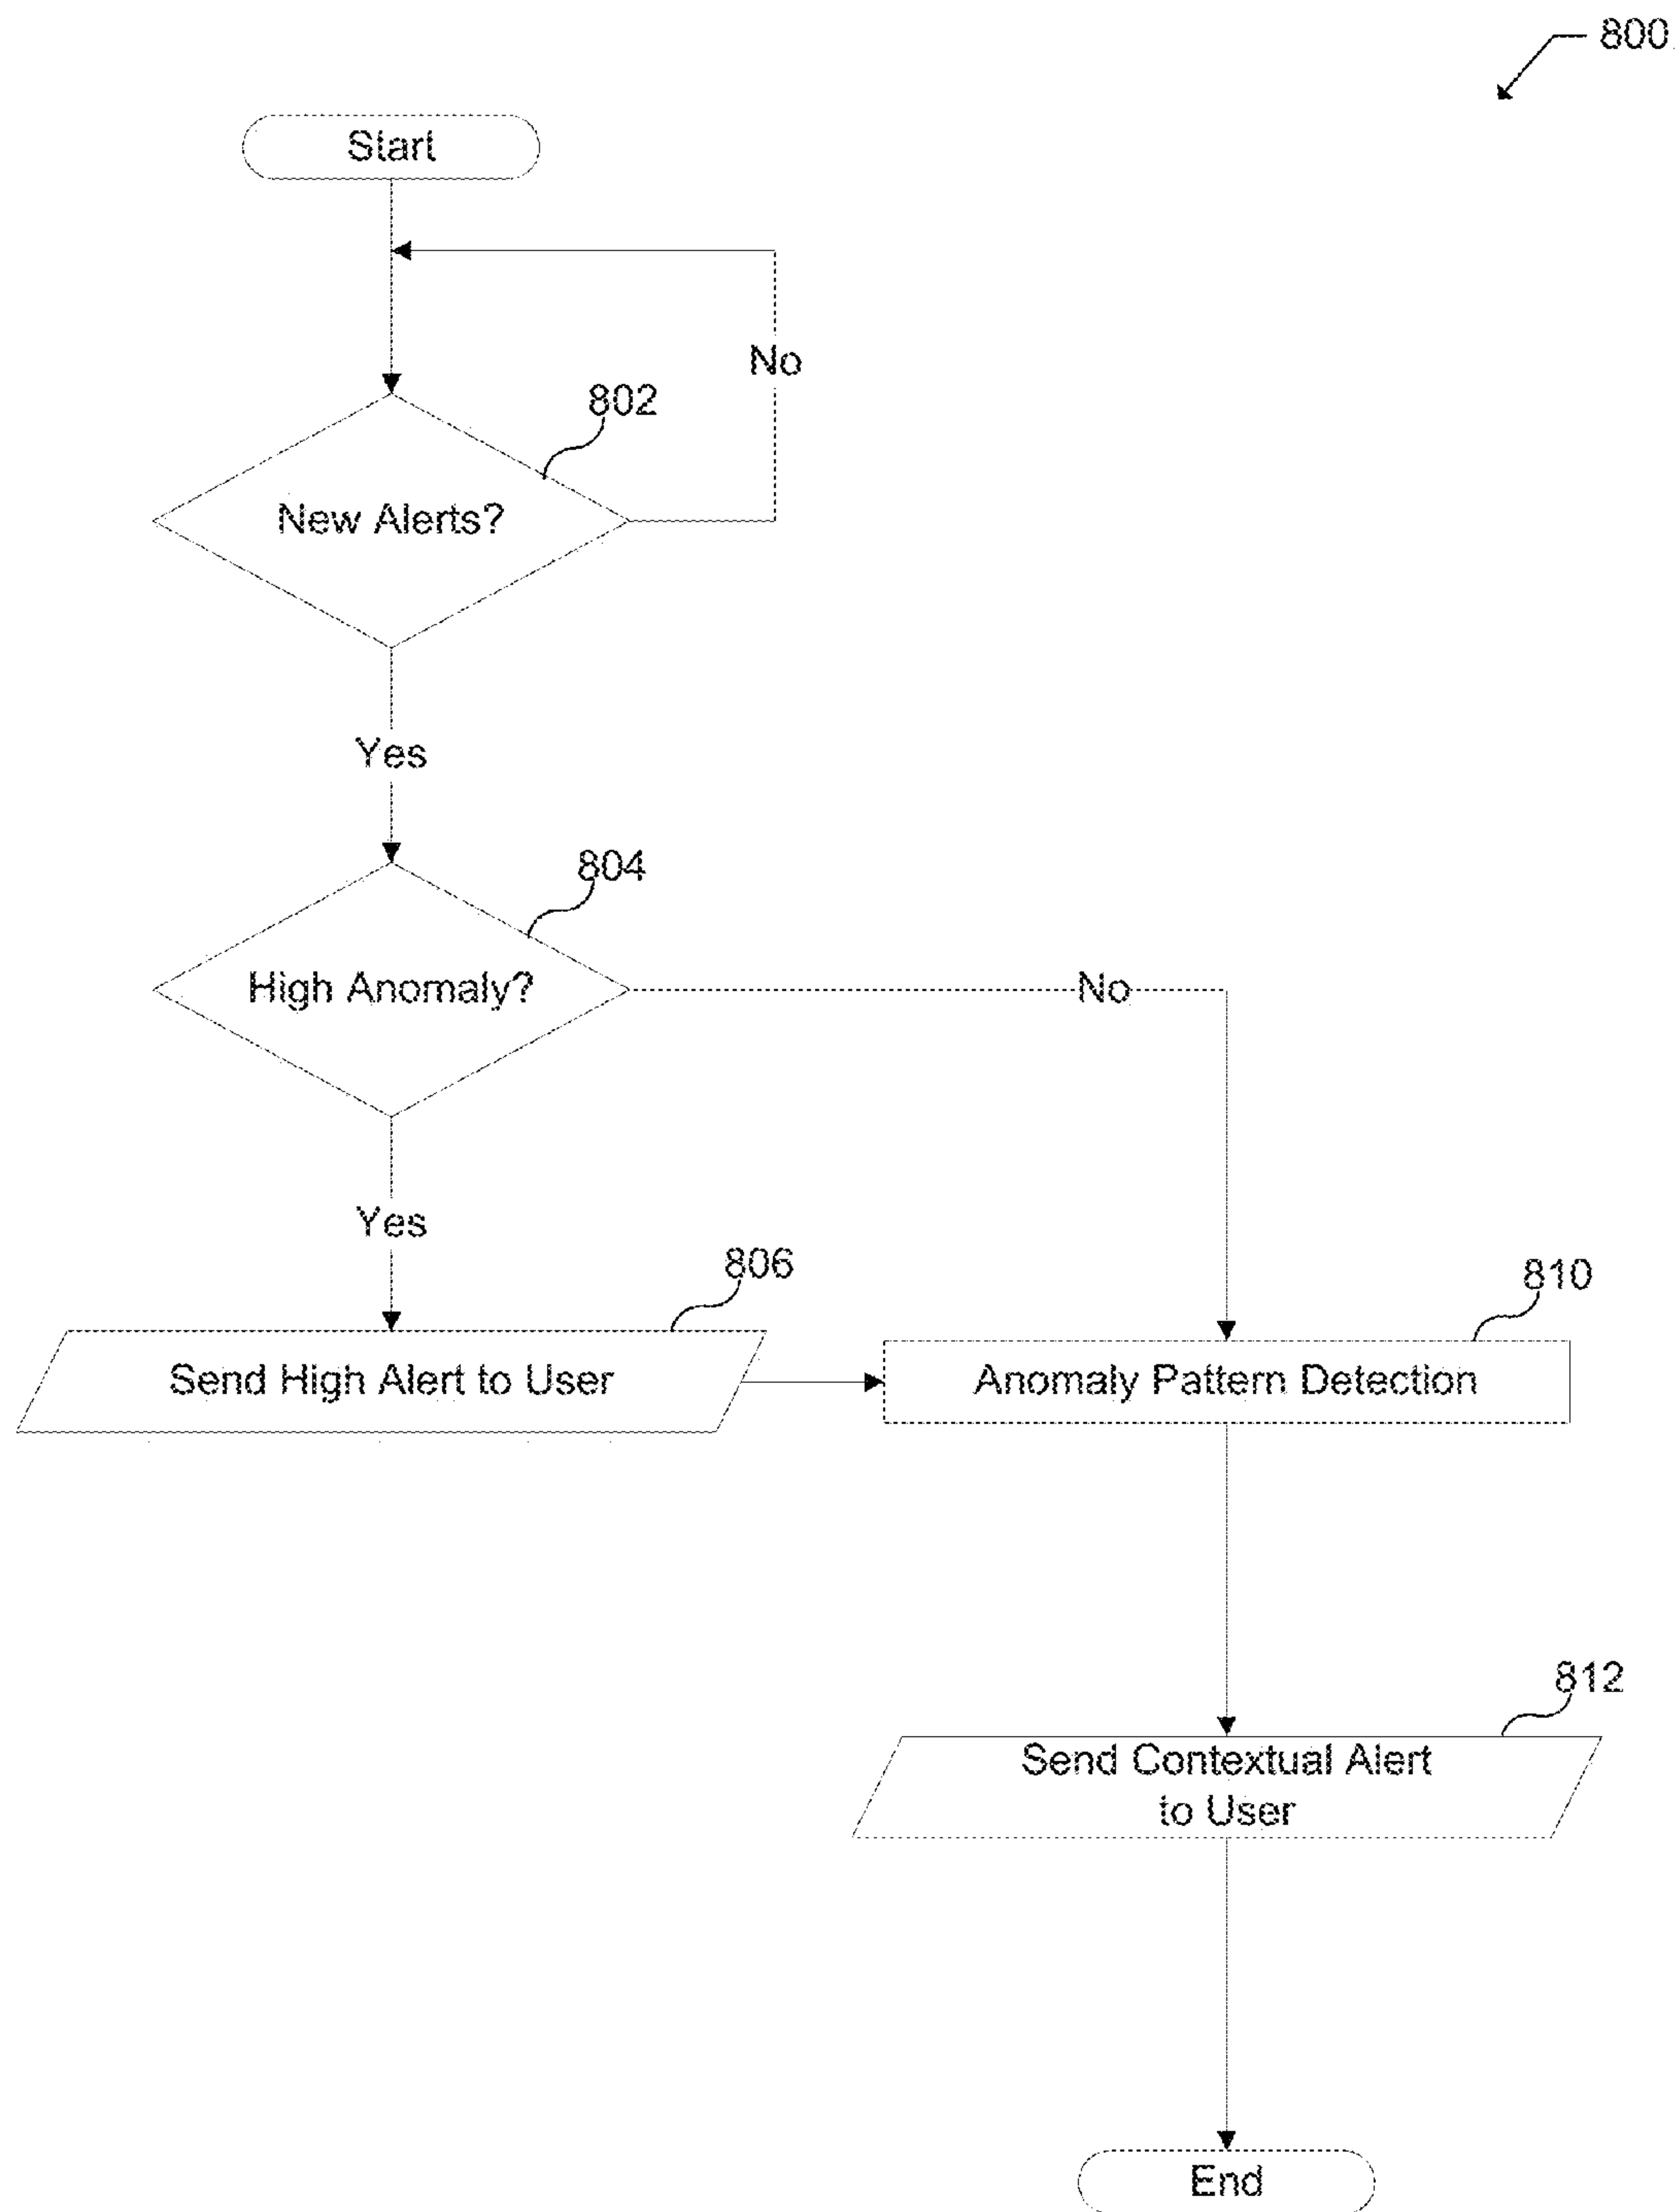 800
Start
No
802
New Alerts?
Yes
804
High Anomaly?
No
Yes
806
Send High Alert to User
810
Anomaly Pattern Detection
812
Send Contextual Alert
to User
End